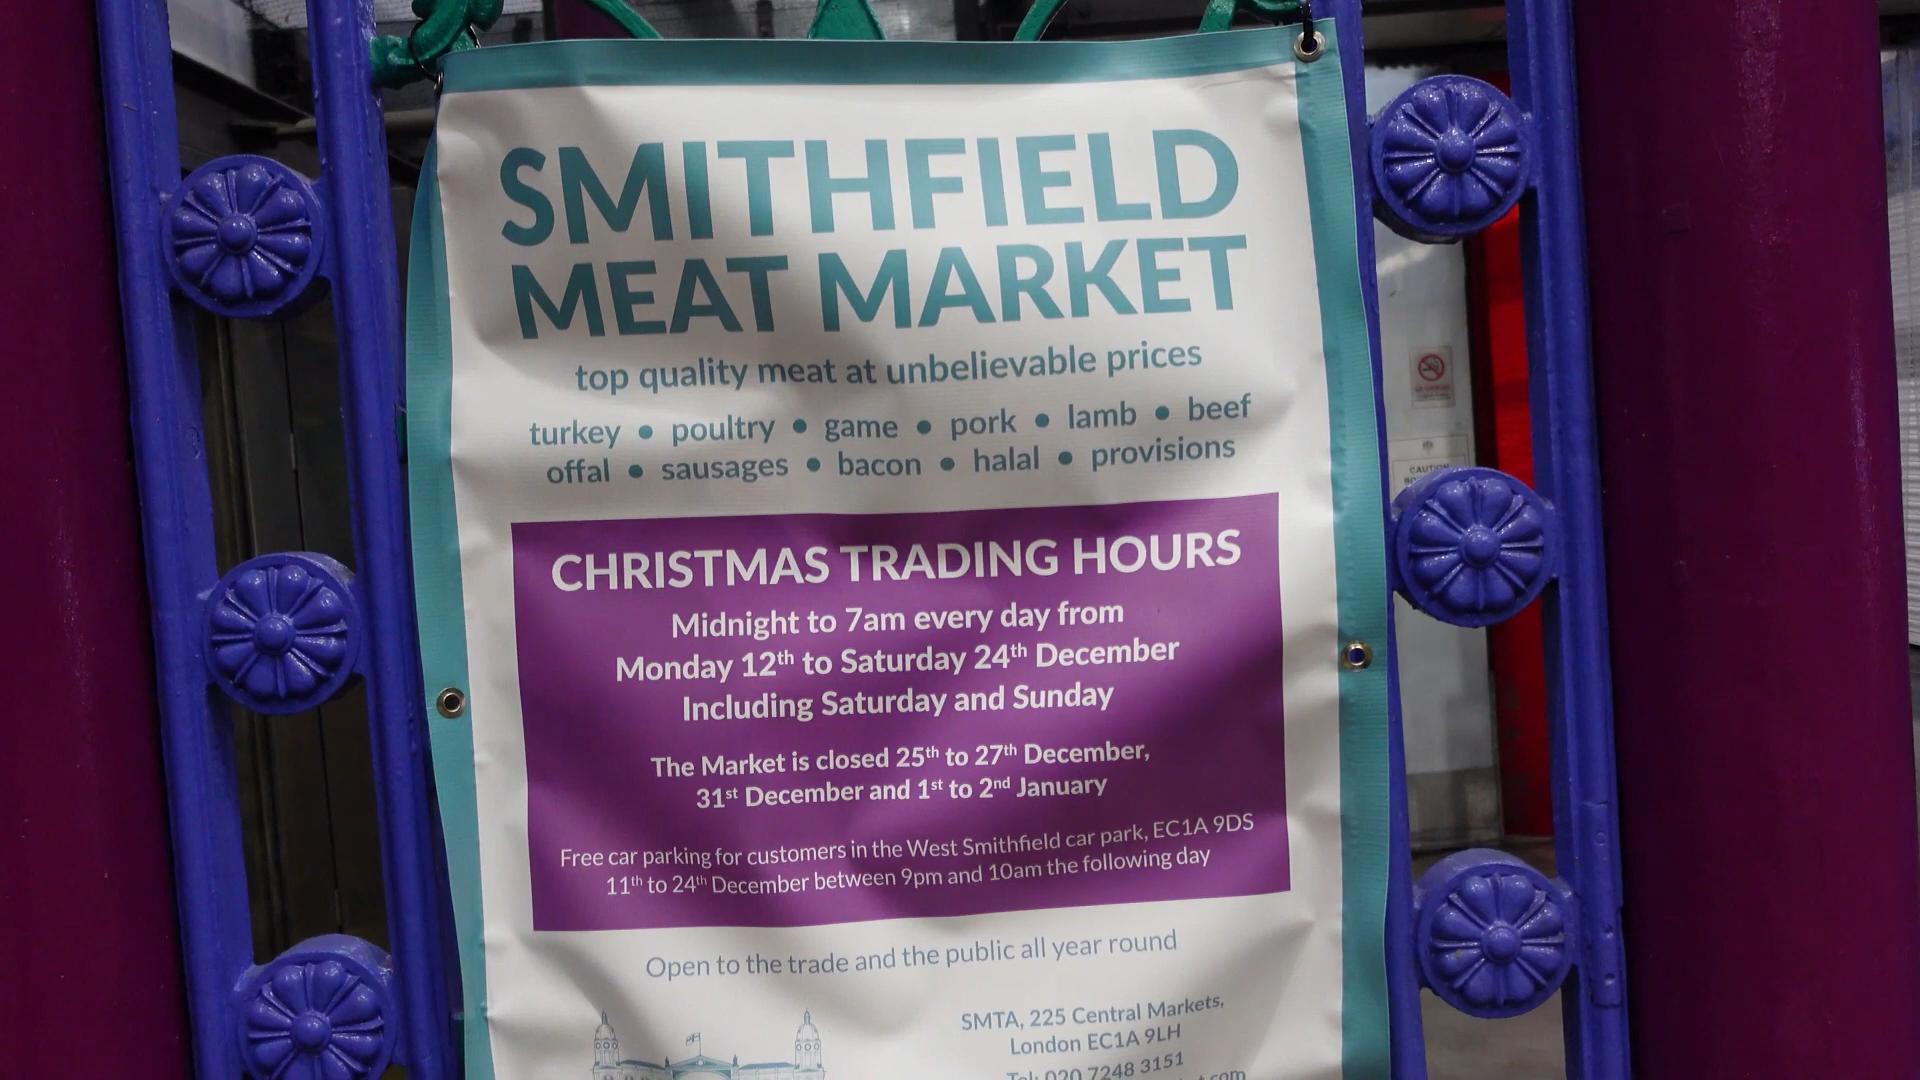 SMITHFIELD
MEAT MARKET
top quality meat at unbelievable prices
turkey • poultry • game • pork • lamb • beef
offal • sausages • bacon • halal • provisions
CHRISTMAS TRADING HOURS
Midnight to 7am every day from
Monday 12th to Saturday 24th December
Including Saturday and Sunday
The Market is closed 25th to 27th December,
31st December and 1st to 2nd January
Free car parking for customers in the West Smithfield car park, EC1A 9DS
11th to 24th December between 9pm and 10am the following day
Open to the trade and the public all year round
SMTA, 225 Central Markets,
London EC1A 9LH
Tel: 020 7248 3151
CAUTION